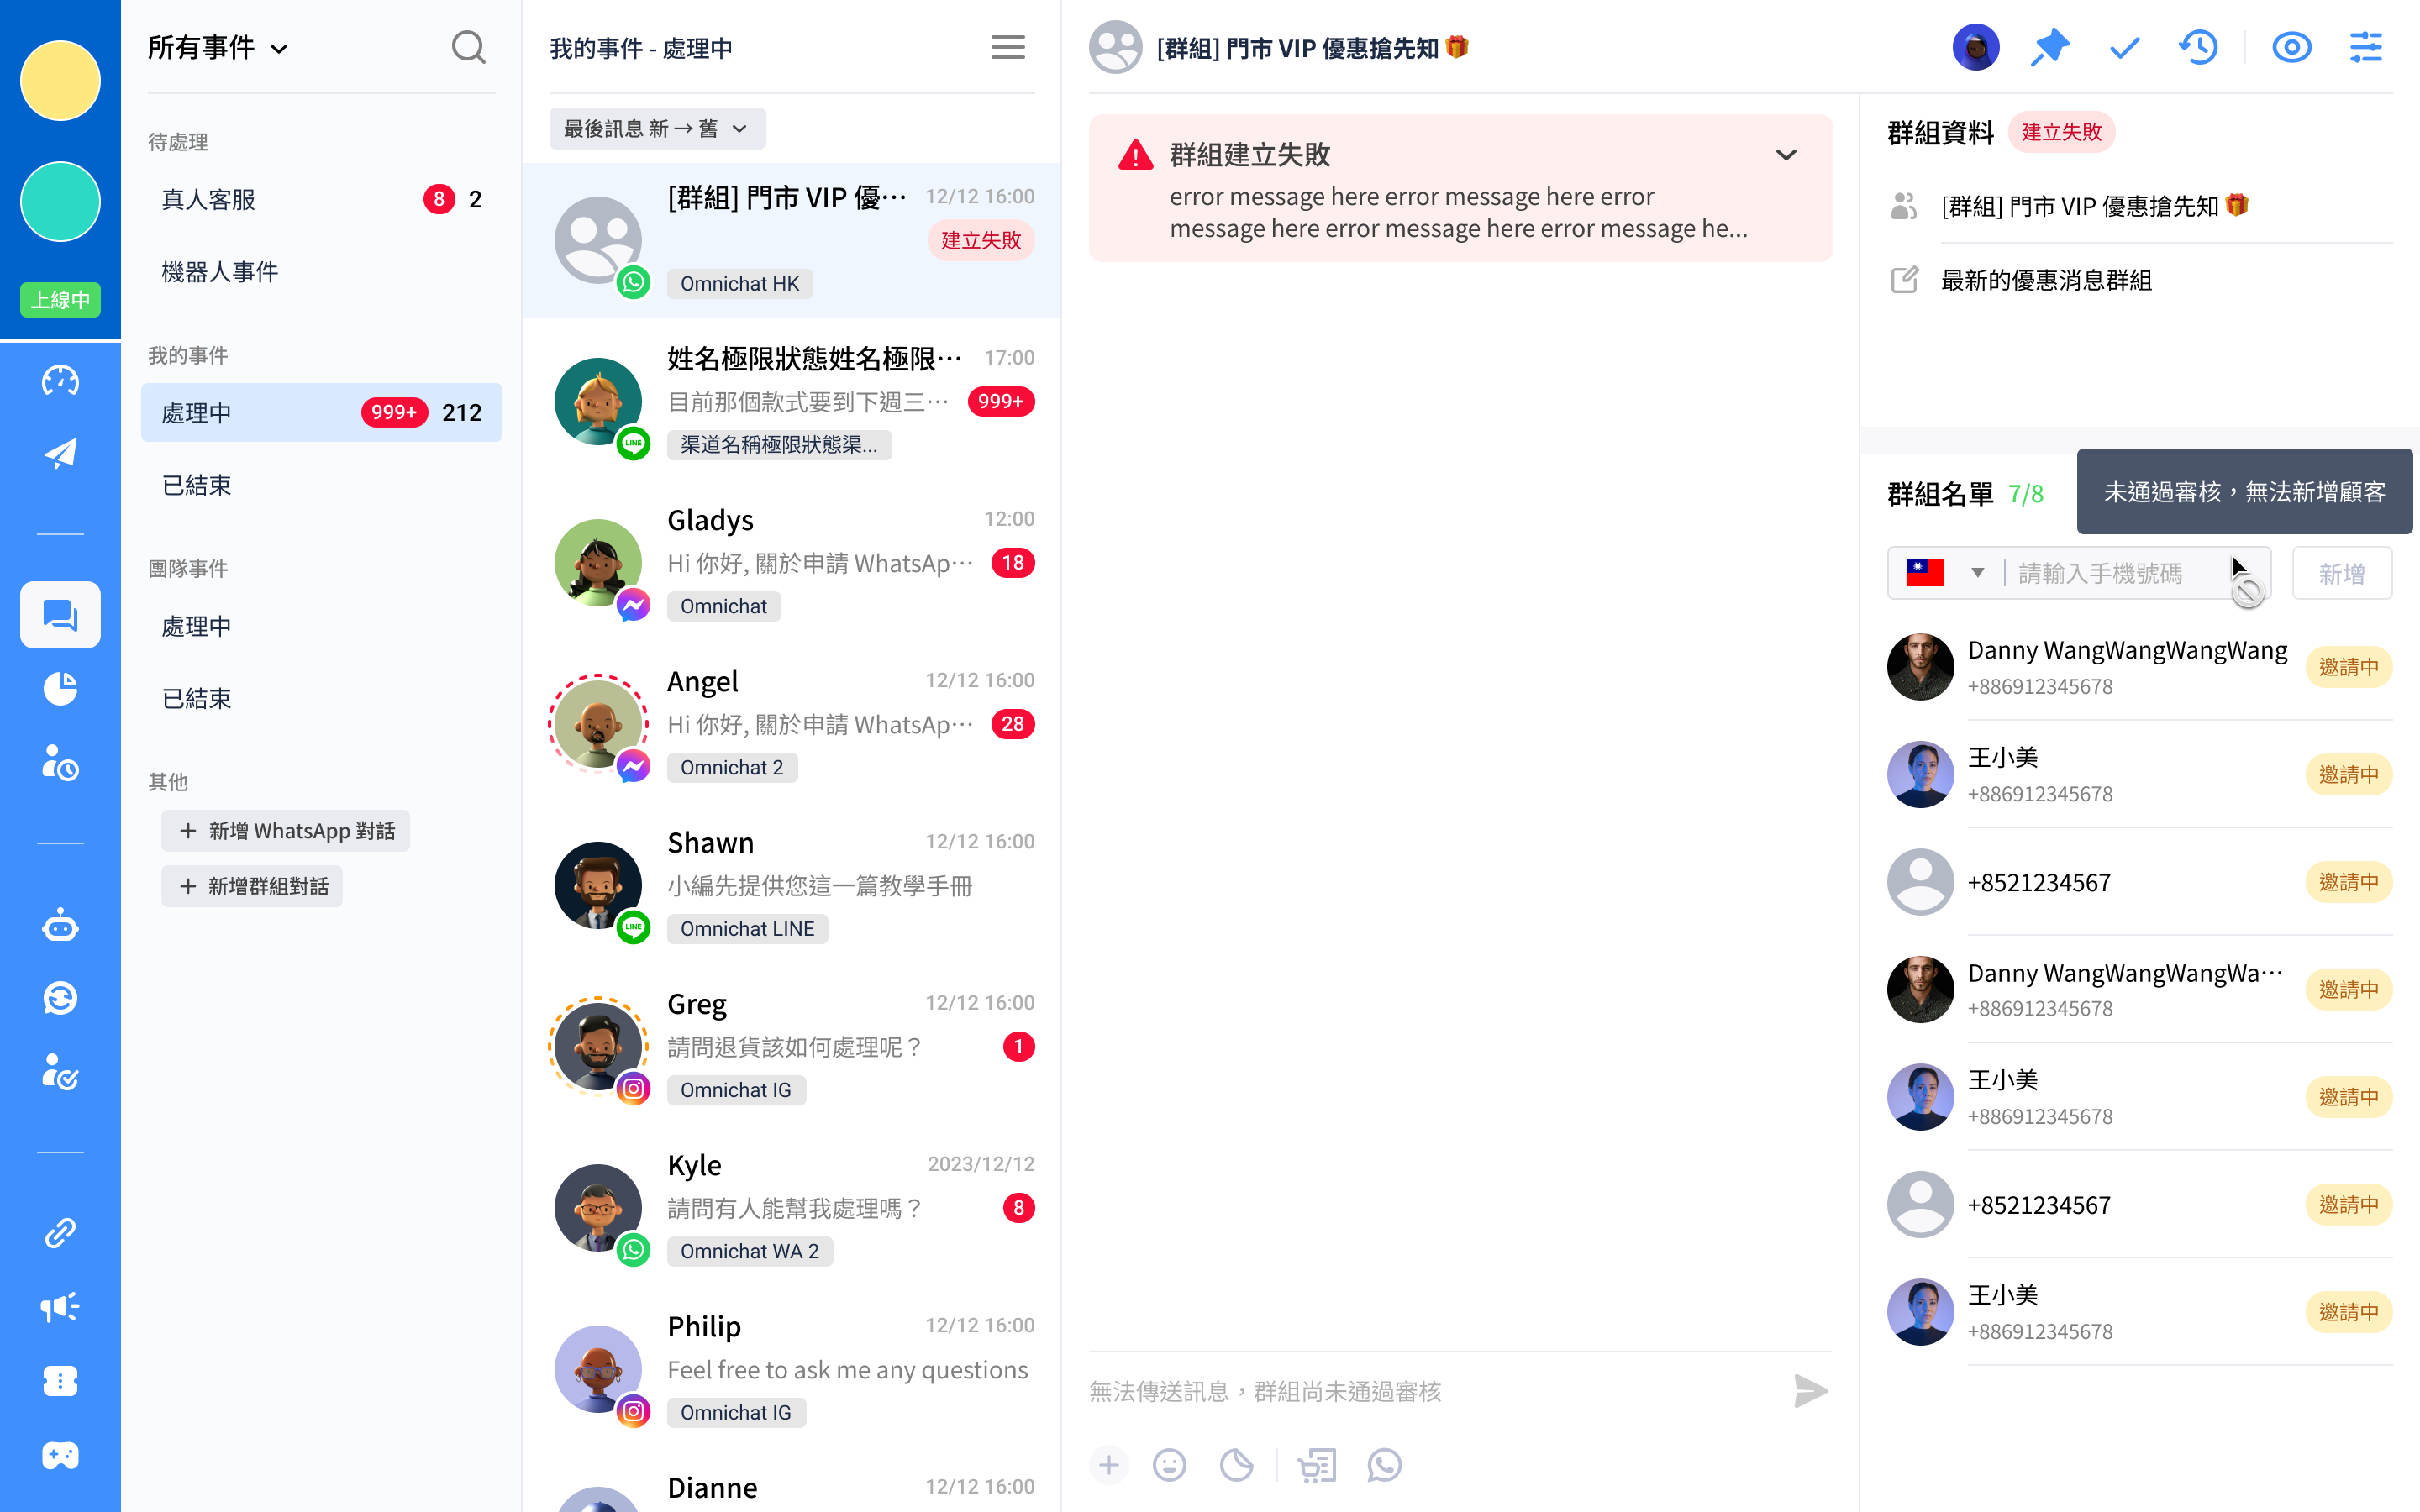 所有事件
待處理
真人客服 8 2
機器人事件
上線中
我的事件
處理中 999+ 212
已結束
團隊事件
處理中
已結束
其他
+ 新增 WhatsApp 對話
+ 新增群組對話
我的事件 - 處理中
最後訊息 新 → 舊
[群組] 門市 VIP 優⋯ 12/12 16:00
建立失敗
Omnichat HK
姓名極限狀態姓名極限⋯ 17:00
目前那個款式要到下週三⋯ 999+
LINE
渠道名稱極限狀態渠...
Gladys 12:00
Hi 你好, 關於申請 WhatsAp⋯ 18
Omnichat
Angel 12/12 16:00
Hi 你好, 關於申請 WhatsAp⋯ 28
Omnichat 2
Shawn 12/12 16:00
小編先提供您這一篇教學手冊
LINE
Omnichat LINE
Greg 12/12 16:00
請問退貨該如何處理呢？ 1
Omnichat IG
Kyle 2023/12/12
請問有人能幫我處理嗎？ 8
Omnichat WA 2
Philip 12/12 16:00
Feel free to ask me any questions
Omnichat IG
Dianne 12/12 16:00
[群組] 門市 VIP 優惠搶先知🎁
群組建立失敗
error message here error message here error
message here error message here error message he...
無法傳送訊息，群組尚未通過審核
群組資料 建立失敗
[群組] 門市 VIP 優惠搶先知🎁
最新的優惠消息群組
群組名單 7/8
未通過審核，無法新增顧客
請輸入手機號碼 新增
Danny WangWangWangWang
+886912345678
邀請中
王小美
+886912345678
邀請中
+8521234567
邀請中
Danny WangWangWangWa⋯
+886912345678
邀請中
王小美
+886912345678
邀請中
+8521234567
邀請中
王小美
+886912345678
邀請中